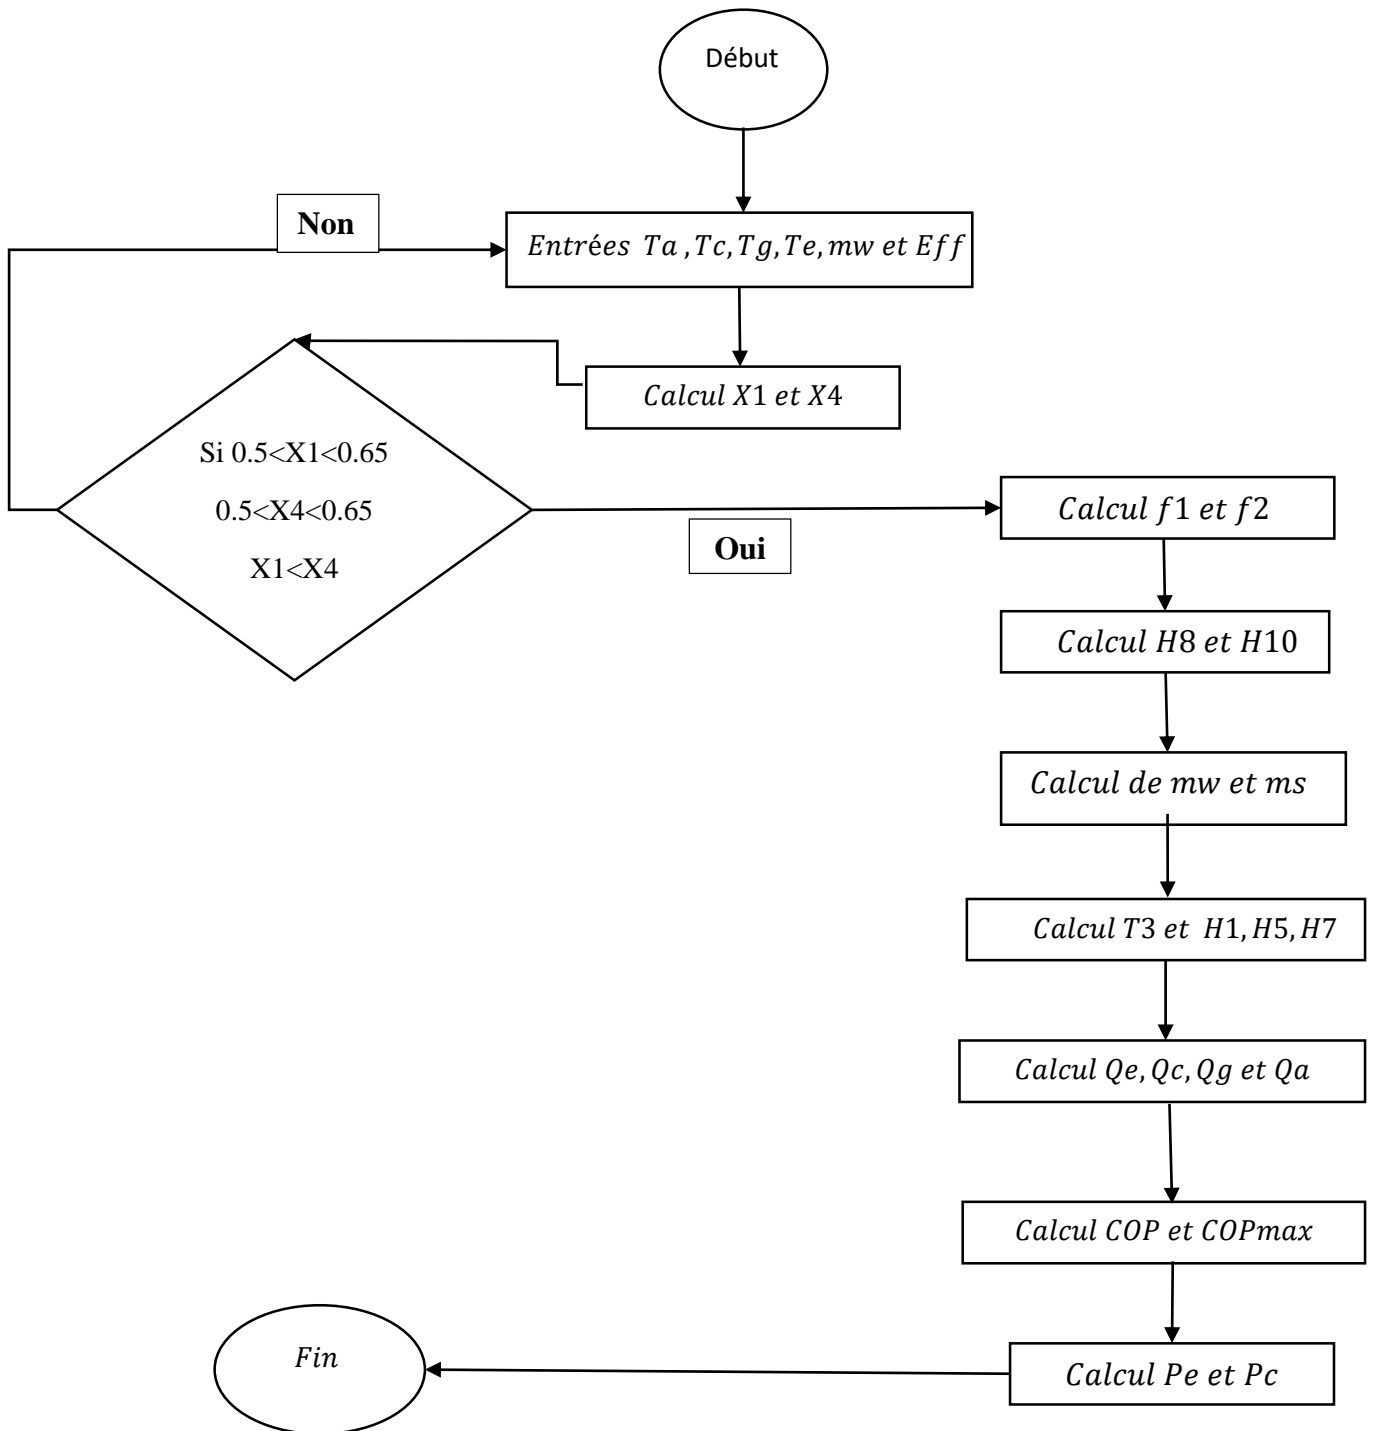 Début
Non
Entrées Ta ,Tc,Tg,Te,mw et Eff
Calcul X1 et X4
Si 0.5<X1<0.65
0.5<X4<0.65
X1<X4
Oui
Calcul f1 et f2
Calcul H8 et H10
Calcul de mw et ms
Calcul T3 et H1,H5,H7
Calcul Qe,Qc,Qg et Qa
Calcul COP et COPmax
Calcul Pe et Pc
Fin